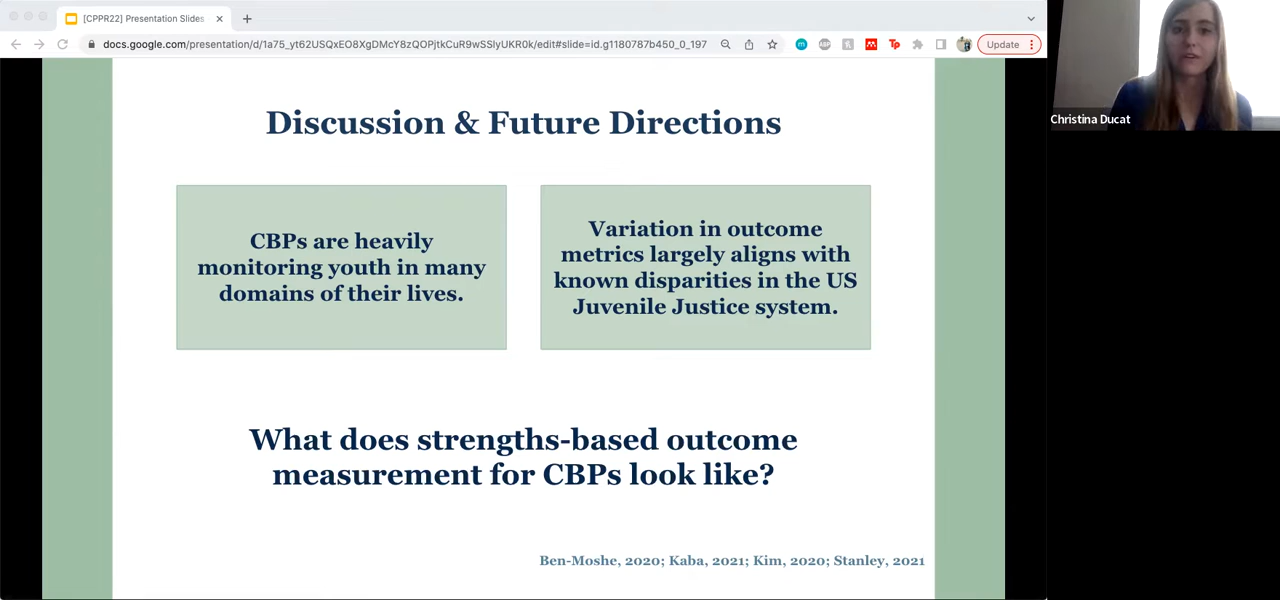 [CPPR22] Presentation Slides
docs.google.com/presentation/d/1a75_yt62USQxEO8XgDMcY8zQOPjtkCuR9wSSlyUKR0k/edit#slide=id.g1180787b450_0_197
Update
Christina Ducat
Discussion & Future Directions
CBPs are heavily
monitoring youth in many
domains of their lives.
Variation in outcome
metrics largely aligns with
known disparities in the US
Juvenile Justice system.
What does strengths-based outcome
measurement for CBPs look like?
Ben-Moshe, 2020; Kaba, 2021; Kim, 2020; Stanley, 2021